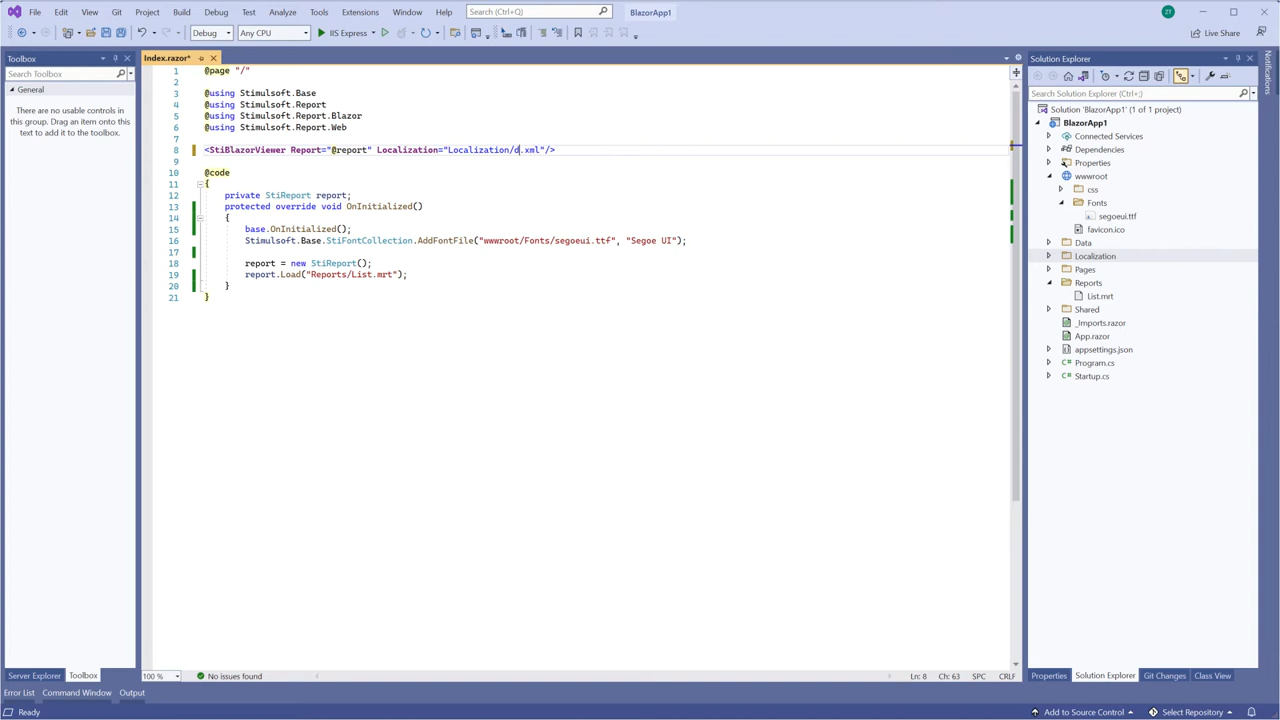 File Edit View Git Project Build Debug Test Analyze Tools Extensions Window Help Search (Ctrl+Q) BlazorApp1 ZT
Debug Any CPU IIS Express Live Share
Toolbox
Search Toolbox
General
There are no usable controls in
this group. Drag an item onto this
text to add it to the toolbox.
Index.razor*
1 @page "/"
2
3 @using Stimulsoft.Base
4 @using Stimulsoft.Report
5 @using Stimulsoft.Report.Blazor
6 @using Stimulsoft.Report.Web
7
8 <StiBlazorViewer Report="@report" Localization="Localization/d.xml"/>
9
10 @code
11 {
12 private StiReport report;
13 protected override void OnInitialized()
14 {
15 base.OnInitialized();
16 Stimulsoft.Base.StiFontCollection.AddFontFile("wwwroot/Fonts/segoeui.ttf", "Segoe UI");
17
18 report = new StiReport();
19 report.Load("Reports/List.mrt");
20 }
21 }
Solution Explorer
Search Solution Explorer (Ctrl+;)
Solution 'BlazorApp1' (1 of 1 project)
BlazorApp1
Connected Services
Dependencies
Properties
wwwroot
css
Fonts
segoeui.ttf
favicon.ico
Data
Localization
Pages
Reports
List.mrt
Shared
_Imports.razor
App.razor
appsettings.json
Program.cs
Startup.cs
Notifications
100 % No issues found Ln: 8 Ch: 63 SPC CRLF
Server Explorer Toolbox
Properties Solution Explorer Git Changes Class View
Error List Command Window Output
Ready Add to Source Control Select Repository